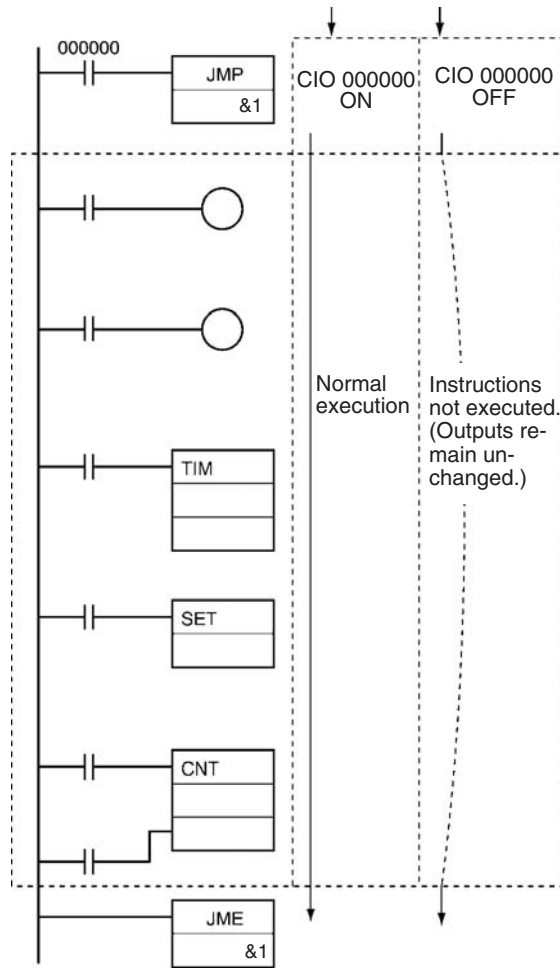 000000
JMP
&1
CIO 000000
ON
CIO 000000
OFF
Normal
execution
Instructions
not executed.
(Outputs re-
main un-
changed.)
TIM
SET
CNT
JME
&1